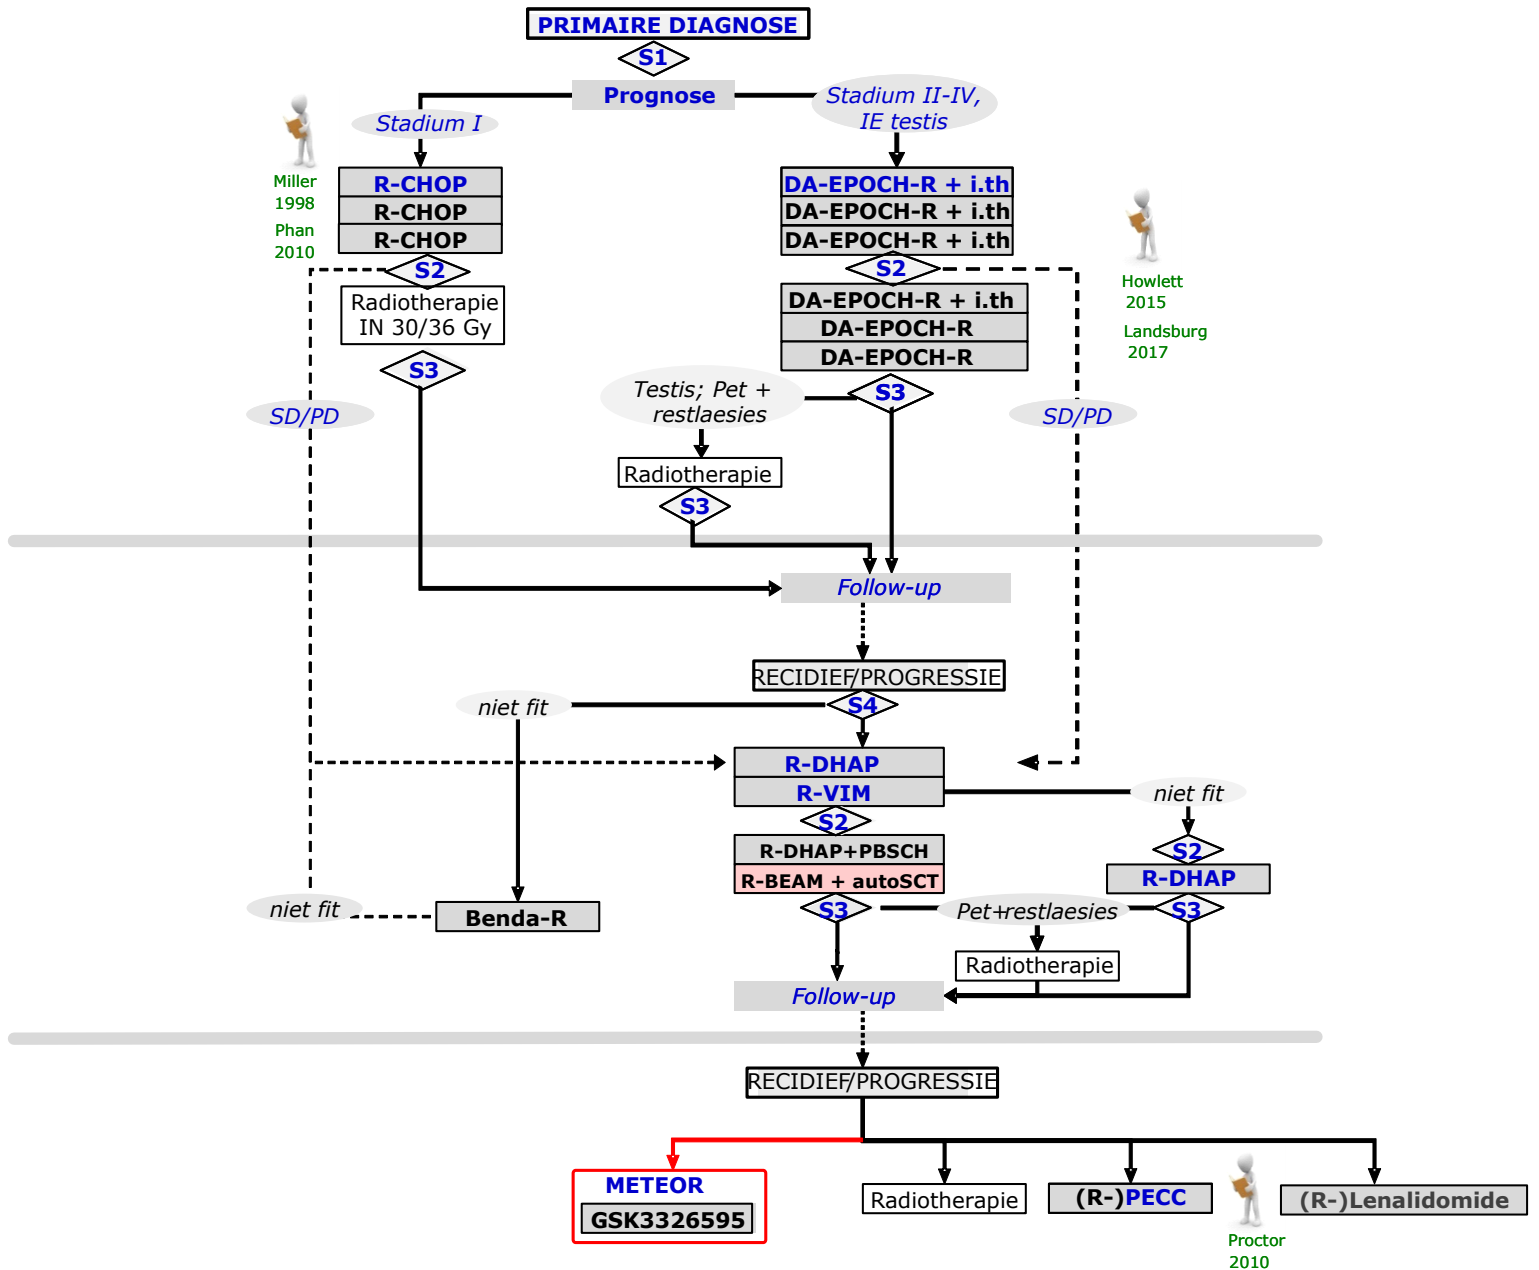 PRIMAIRE DIAGNOSE
S1
Prognose
Stadium I
Stadium II-IV,
IE testis
Miller
1998
Phan
2010
R-CHOP
R-CHOP
R-CHOP
S2
Radiotherapie
IN 30/36 Gy
S3
SD/PD
DA-EPOCH-R + i.th
DA-EPOCH-R + i.th
DA-EPOCH-R + i.th
S2
DA-EPOCH-R + i.th
DA-EPOCH-R
DA-EPOCH-R
S3
Howlett
2015
Landsburg
2017
SD/PD
Testis; Pet +
restlaesies
Radiotherapie
S3
Follow-up
RECIDIEF/PROGRESSIE
S4
niet fit
R-DHAP
R-VIM
S2
R-DHAP+PBSCH
R-BEAM + autoSCT
S3
niet fit
S2
R-DHAP
S3
Pet+restlaesies
Radiotherapie
niet fit
Benda-R
Follow-up
RECIDIEF/PROGRESSIE
METEOR
GSK3326595
Radiotherapie
(R-)PECC
Proctor
2010
(R-)Lenalidomide